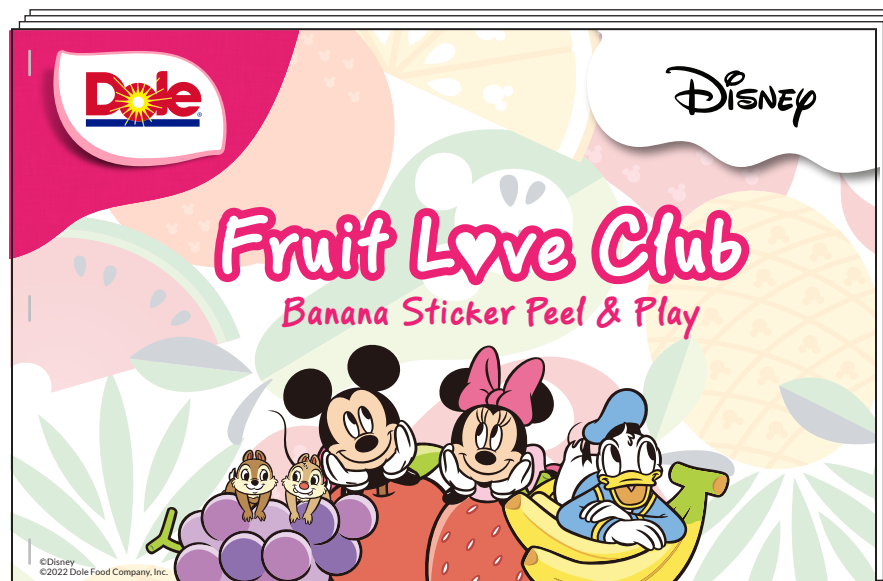 Dole®
Disney
Fruit Love Club
Banana Sticker Peel & Play
©Disney
©2022 Dole Food Company, Inc.